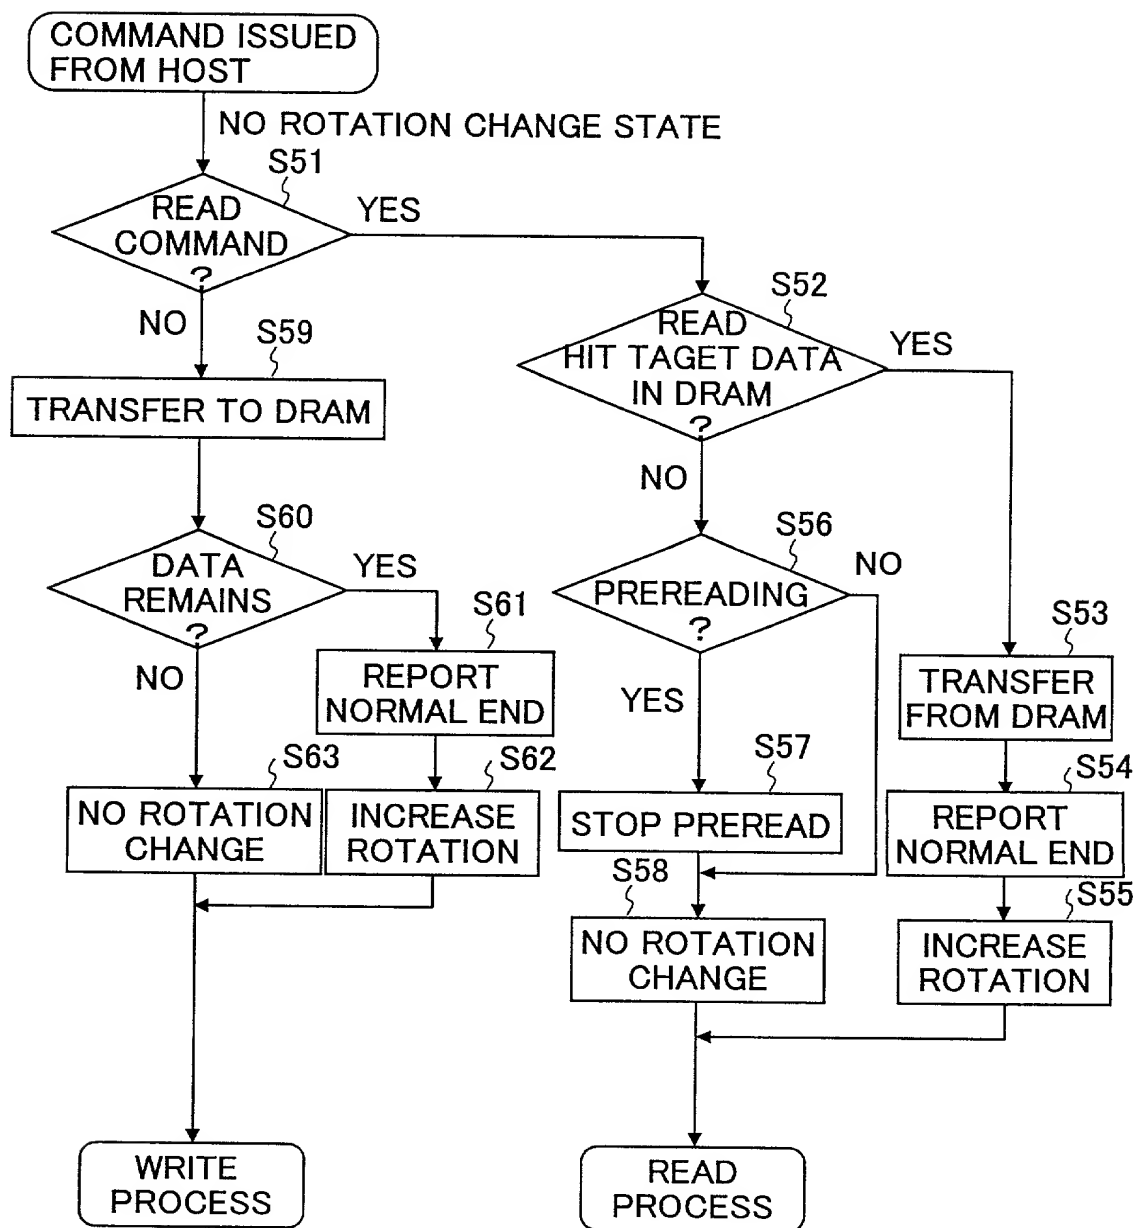 COMMAND ISSUED
FROM HOST
NO ROTATION CHANGE STATE
S51
READ
COMMAND
?
YES
NO
S52
READ
HIT TAGET DATA
IN DRAM
?
YES
NO
S59
TRANSFER TO DRAM
S60
DATA
REMAINS
?
YES
NO
S56
PREREADING
?
NO
YES
S61
REPORT
NORMAL END
S53
TRANSFER
FROM DRAM
S63
NO ROTATION
CHANGE
S62
INCREASE
ROTATION
S57
STOP PREREAD
S54
REPORT
NORMAL END
S58
NO ROTATION
CHANGE
S55
INCREASE
ROTATION
WRITE
PROCESS
READ
PROCESS